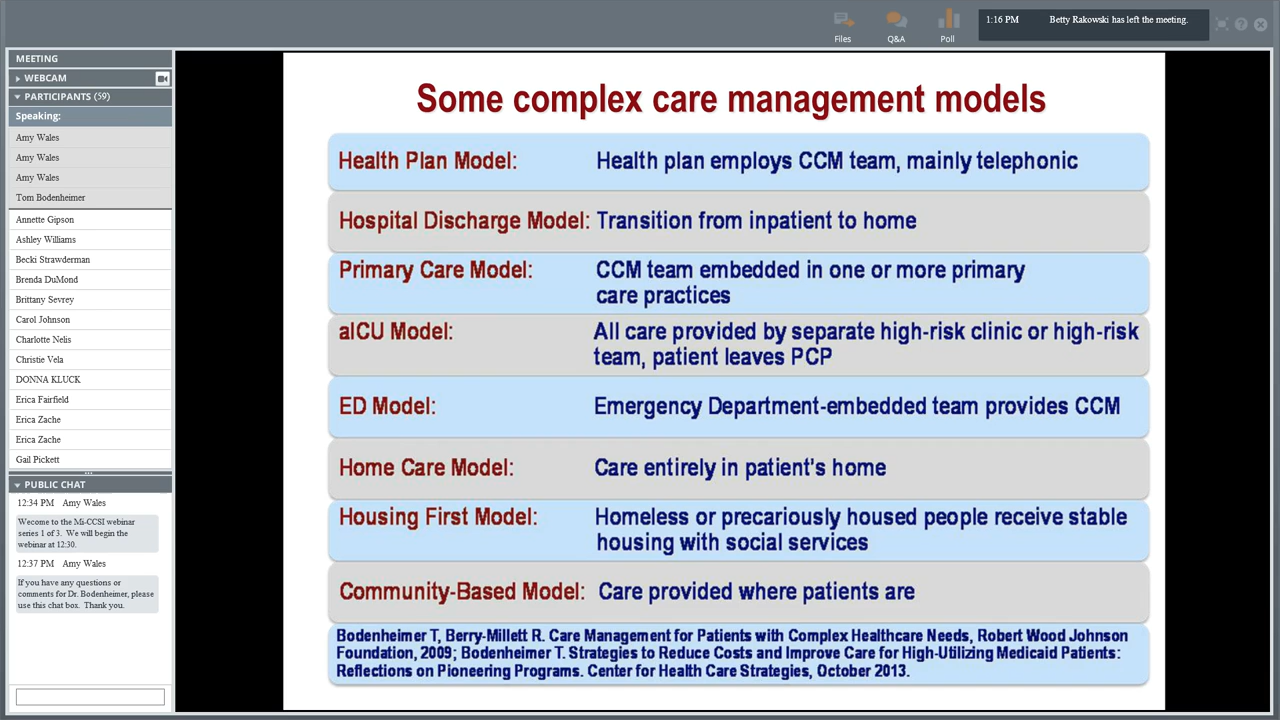 1:16 PM Betty Rakowski has left the meeting.
Files
Q&A
Poll
MEETING
WEBCAM
PARTICIPANTS (59)
Speaking:
Amy Wales
Amy Wales
Amy Wales
Tom Bodenheimer
Annette Gipson
Ashley Williams
Becki Strawderman
Brenda DuMond
Brittany Sevrey
Carol Johnson
Charlotte Nelis
Christie Vela
DONNA KLUCK
Erica Fairfield
Erica Zache
Erica Zache
Gail Pickett
PUBLIC CHAT
12:34 PM Amy Wales
Wecome to the Mi-CCSI webinar
series 1 of 3. We will begin the
webinar at 12:30.
12:37 PM Amy Wales
If you have any questions or
comments for Dr. Bodenheimer, please
use this chat box. Thank you.
Some complex care management models
Health Plan Model: Health plan employs CCM team, mainly telephonic
Hospital Discharge Model: Transition from inpatient to home
Primary Care Model: CCM team embedded in one or more primary
care practices
aICU Model: All care provided by separate high-risk clinic or high-risk
team, patient leaves PCP
ED Model: Emergency Department-embedded team provides CCM
Home Care Model: Care entirely in patient's home
Housing First Model: Homeless or precariously housed people receive stable
housing with social services
Community-Based Model: Care provided where patients are
Bodenheimer T, Berry-Millett R. Care Management for Patients with Complex Healthcare Needs, Robert Wood Johnson
Foundation, 2009; Bodenheimer T. Strategies to Reduce Costs and Improve Care for High-Utilizing Medicaid Patients:
Reflections on Pioneering Programs. Center for Health Care Strategies, October 2013.